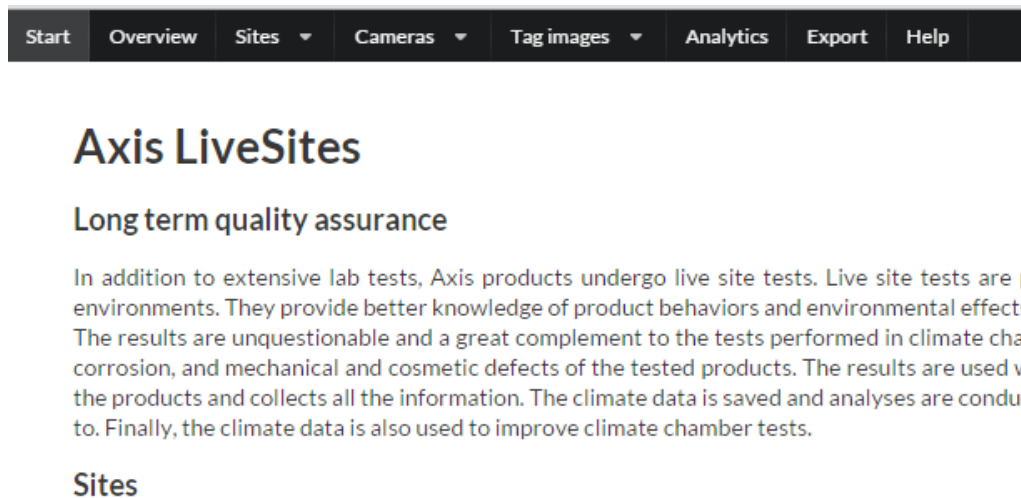 Start Overview Sites Cameras Tag images Analytics Export Help
Axis LiveSites
Long term quality assurance
In addition to extensive lab tests, Axis products undergo live site tests. Live site tests are
environments. They provide better knowledge of product behaviors and environmental effect
The results are unquestionable and a great complement to the tests performed in climate cha
corrosion, and mechanical and cosmetic defects of the tested products. The results are used
the products and collects all the information. The climate data is saved and analyses are condu
to. Finally, the climate data is also used to improve climate chamber tests.
Sites